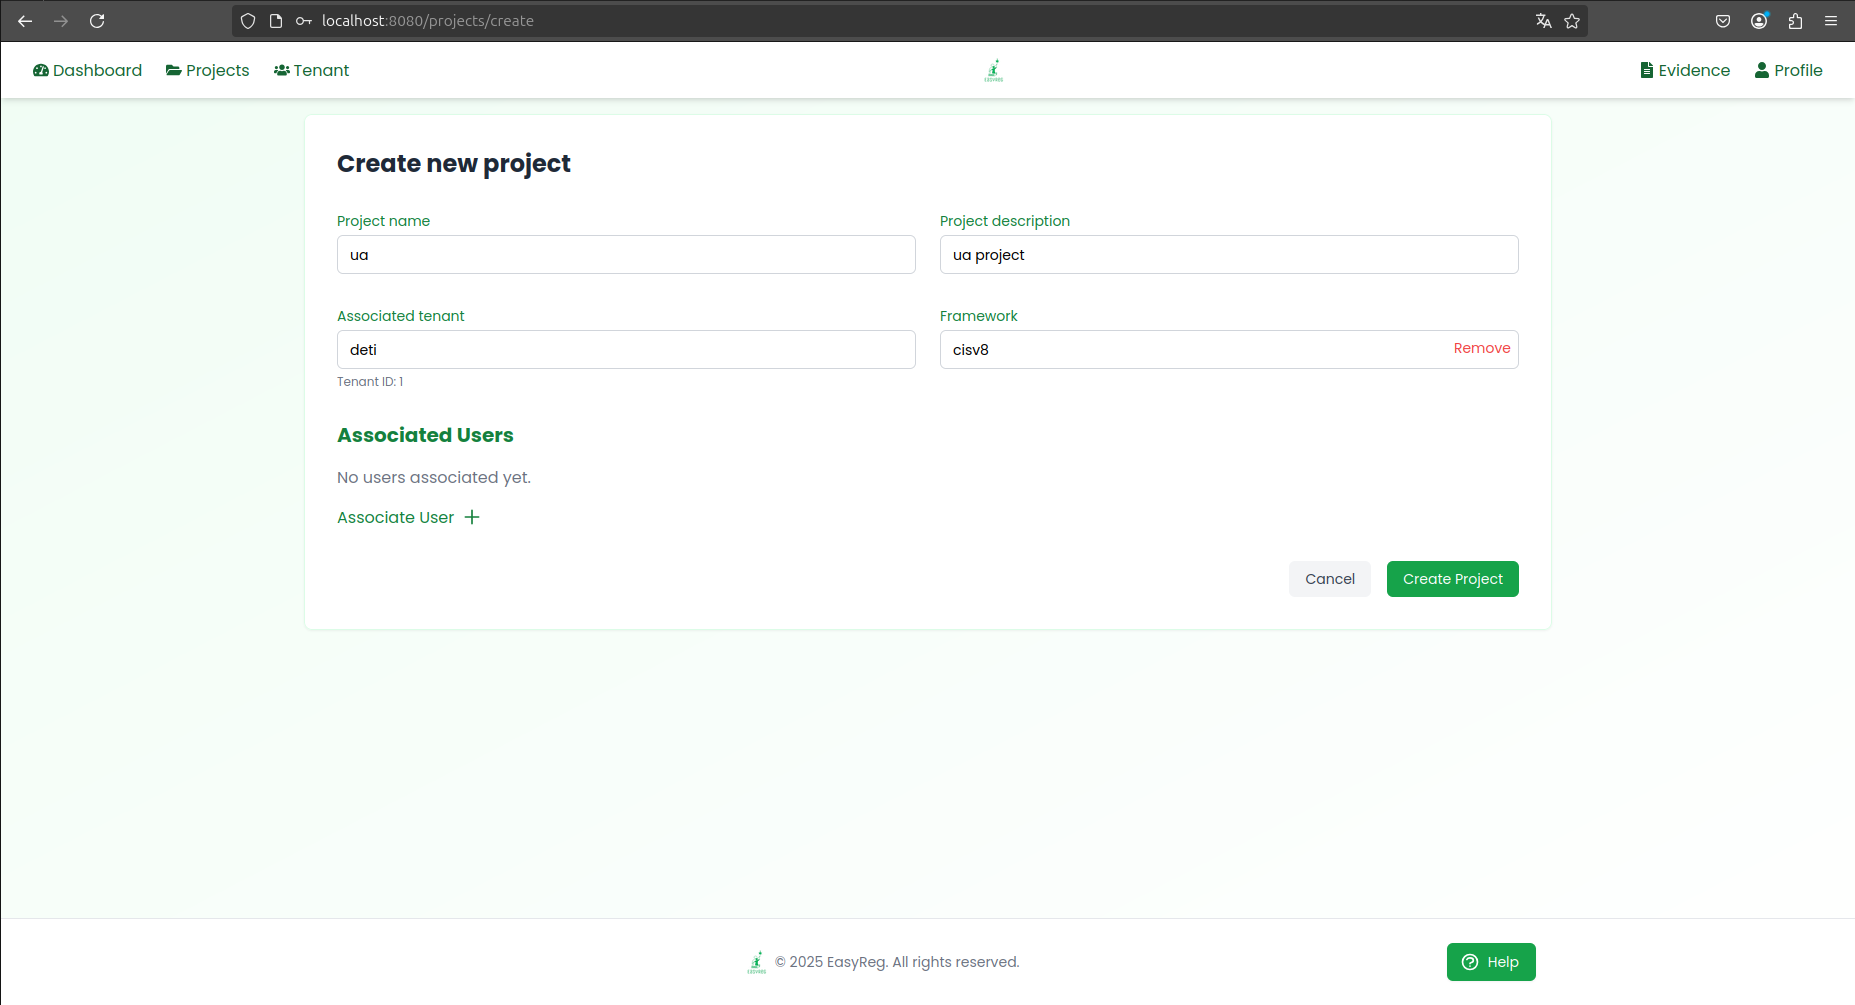 localhost:8080/projects/create
Dashboard Projects Tenant EASYREG Evidence Profile
Create new project
Project name Project description
ua ua project
Associated tenant Framework
deti cisv8 Remove
Tenant ID: 1
Associated Users
No users associated yet.
Associate User
Cancel Create Project
EASYREG © 2025 EasyReg. All rights reserved. Help